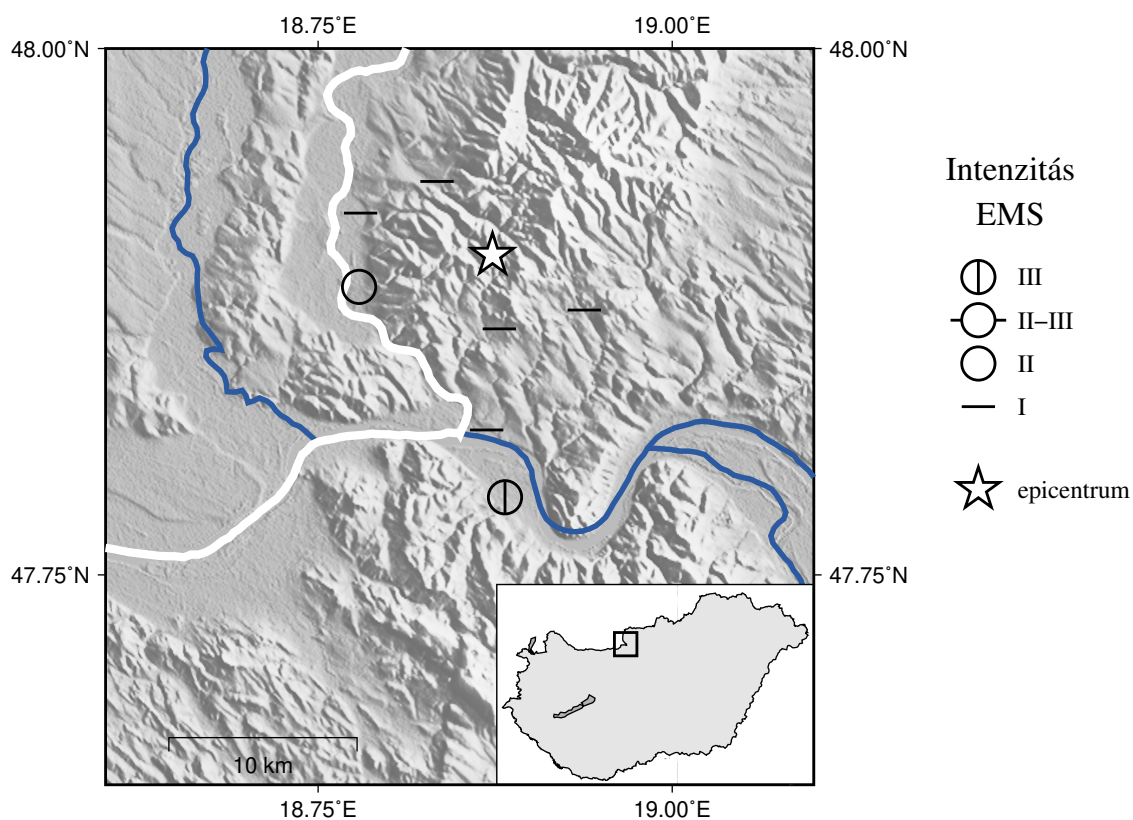 18.75˚E 19.00˚E
48.00˚N 48.00˚N
Intenzitás
EMS
III
II–III
II
I
epicentrum
47.75˚N 47.75˚N
10 km
18.75˚E 19.00˚E